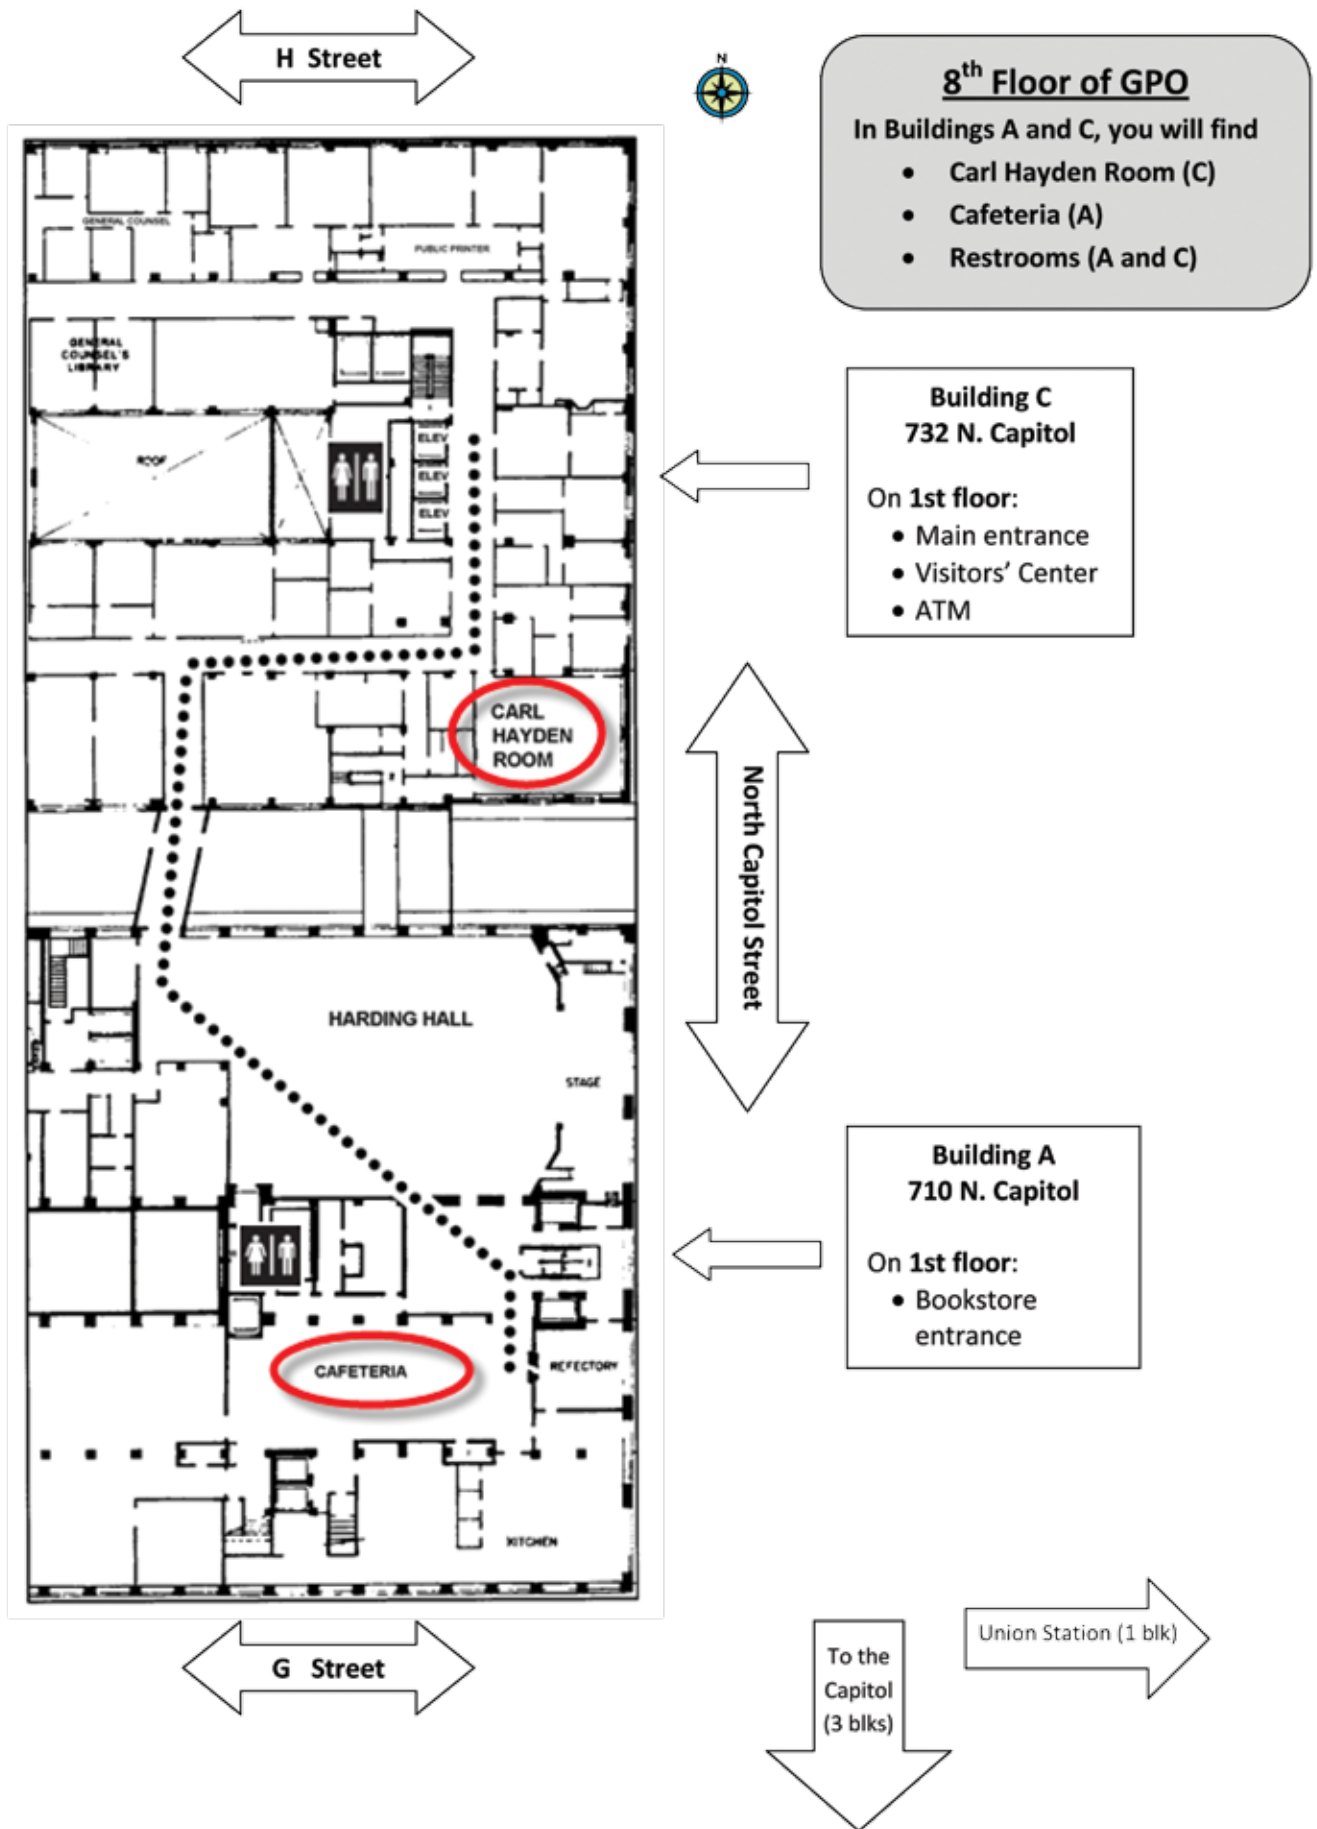 H Street
N
8th Floor of GPO
In Buildings A and C, you will find
• Carl Hayden Room (C)
• Cafeteria (A)
• Restrooms (A and C)
GENERAL COUNSEL
PUBLIC PRINTER
GENERAL
COUNSEL'S
LIBRARY
ROOF
ELEV
ELEV
ELEV
Building C
732 N. Capitol
On 1st floor:
• Main entrance
• Visitors' Center
• ATM
CARL
HAYDEN
ROOM
North Capitol Street
HARDING HALL
STAGE
Building A
710 N. Capitol
On 1st floor:
• Bookstore
entrance
CAFETERIA
REFECTORY
KITCHEN
G Street
Union Station (1 blk)
To the
Capitol
(3 blks)